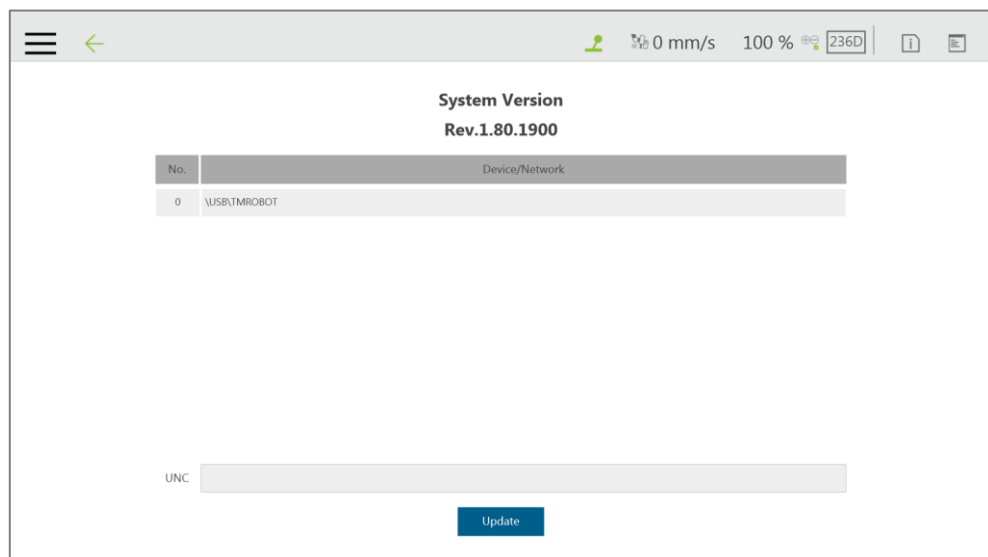 0 mm/s 100 % 236D
System Version
Rev.1.80.1900
No. Device/Network
0 \USB\TMROBOT
UNC
Update